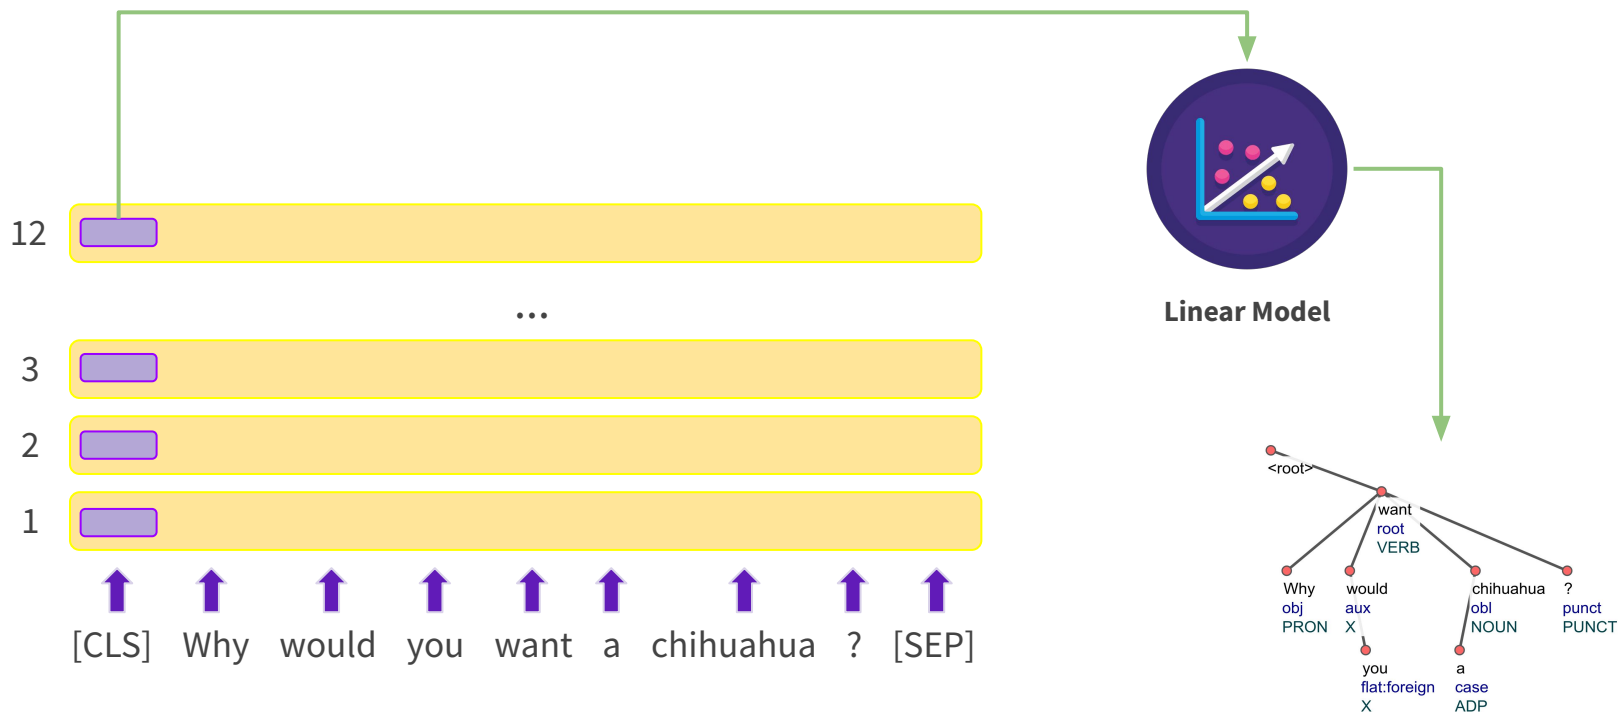 12
...
3
2
1
[CLS] Why would you want a chihuahua ? [SEP]
Linear Model
<root>
want
root
VERB
Why would chihuahua ?
obj aux obl punct
PRON X NOUN PUNCT
you a
flat:foreign case
X ADP